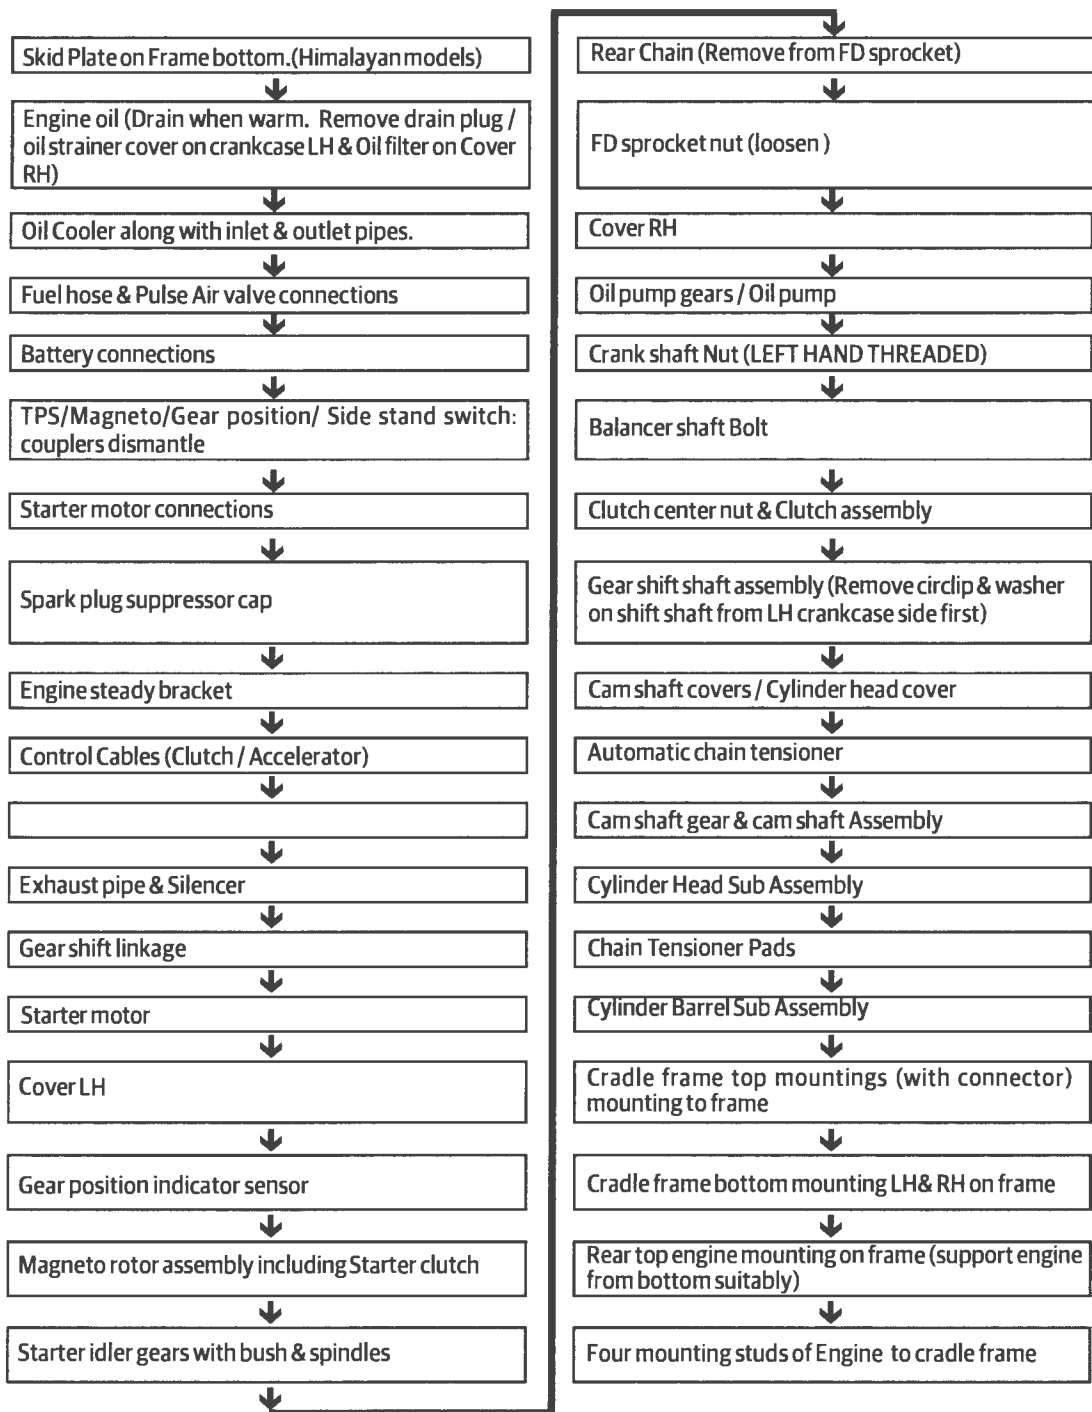 Skid Plate on Frame bottom.(Himalayan models)
Engine oil (Drain when warm. Remove drain plug /
oil strainer cover on crankcase LH & Oil filter on Cover
RH)
Oil Cooler along with inlet & outlet pipes.
Fuel hose & Pulse Air valve connections
Battery connections
TPS/Magneto/Gear position/ Side stand switch:
couplers dismantle
Starter motor connections
Spark plug suppressor cap
Engine steady bracket
Control Cables (Clutch / Accelerator)
Exhaust pipe & Silencer
Gear shift linkage
Starter motor
Cover LH
Gear position indicator sensor
Magneto rotor assembly including Starter clutch
Starter idler gears with bush & spindles
Rear Chain (Remove from FD sprocket)
FD sprocket nut (loosen )
Cover RH
Oil pump gears / Oil pump
Crank shaft Nut (LEFT HAND THREADED)
Balancer shaft Bolt
Clutch center nut & Clutch assembly
Gear shift shaft assembly (Remove circlip & washer
on shift shaft from LH crankcase side first)
Cam shaft covers / Cylinder head cover
Automatic chain tensioner
Cam shaft gear & cam shaft Assembly
Cylinder Head Sub Assembly
Chain Tensioner Pads
Cylinder Barrel Sub Assembly
Cradle frame top mountings (with connector)
mounting to frame
Cradle frame bottom mounting LH& RH on frame
Rear top engine mounting on frame (support engine
from bottom suitably)
Four mounting studs of Engine to cradle frame